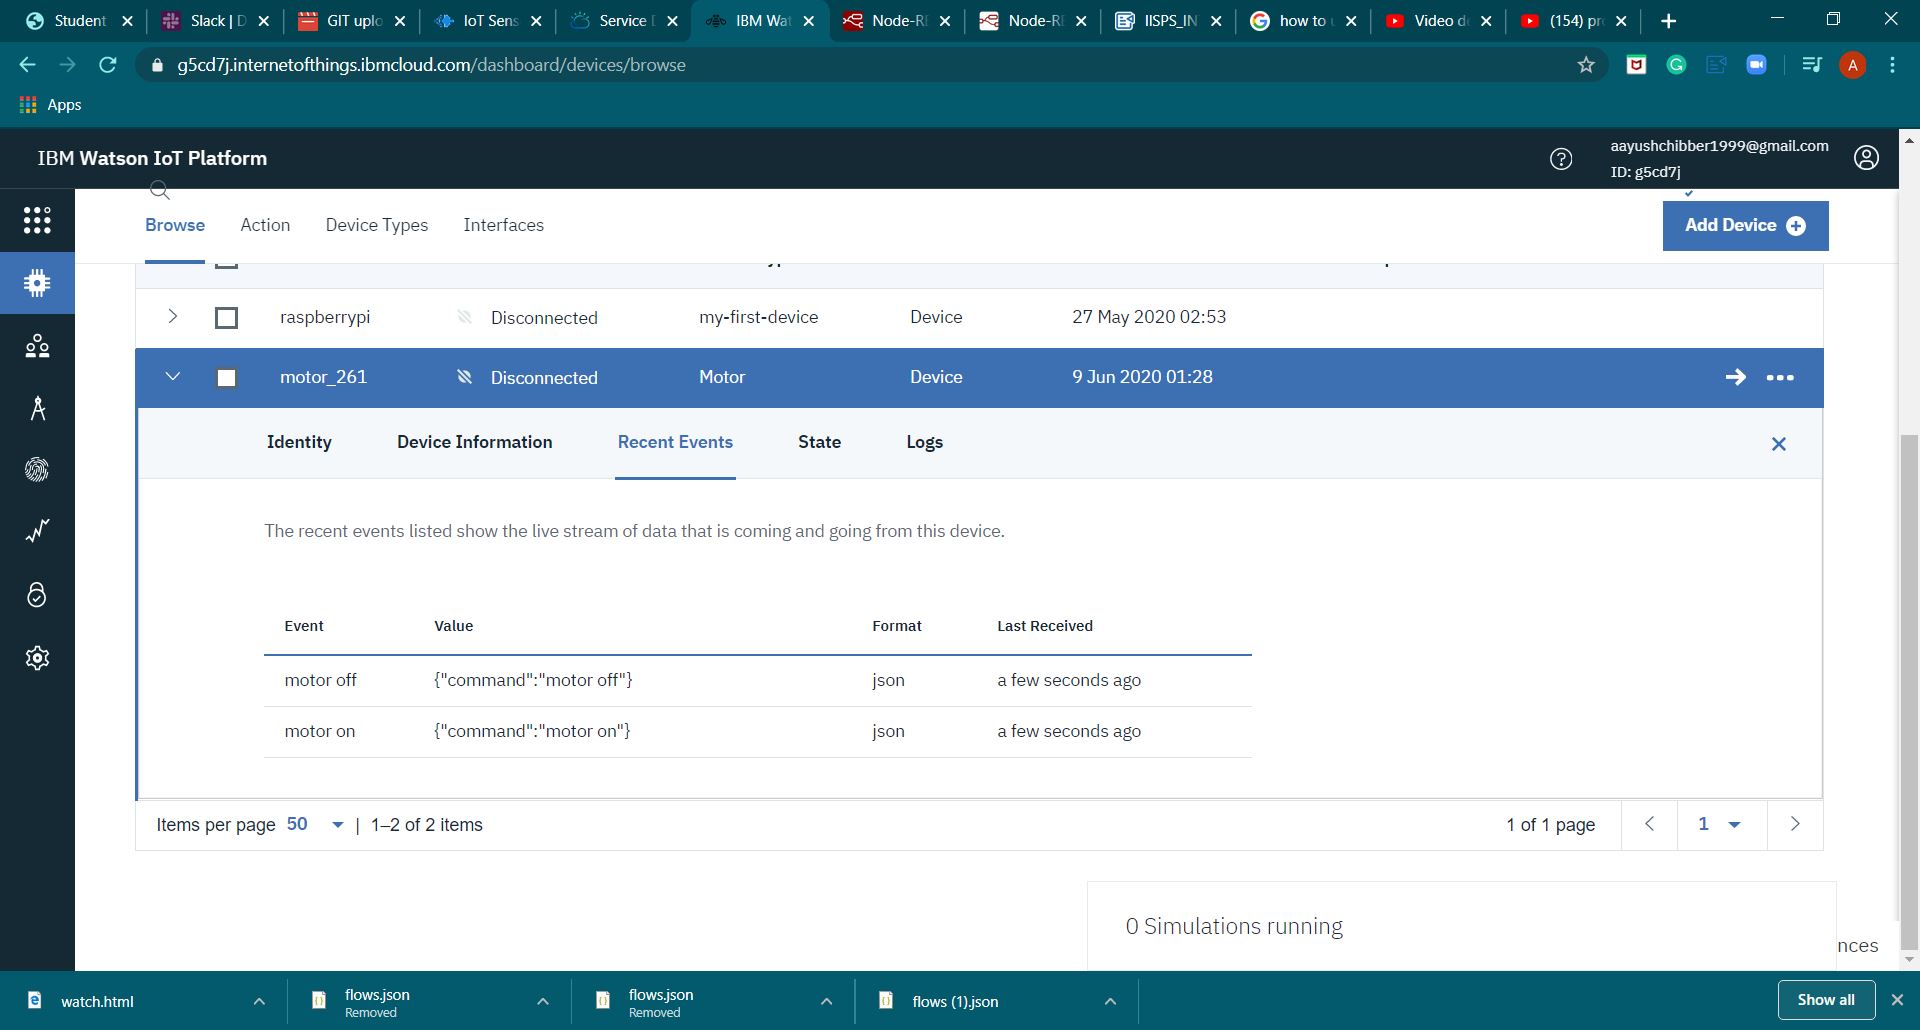 Student
Slack | D
GIT uplo
IoT Sens
Service D
IBM Wat
Node-RE
Node-RE
IISPS_IN
how to u
Video de
(154) pr
g5cd7j.internetofthings.ibmcloud.com/dashboard/devices/browse
A
Apps
IBM Watson IoT Platform
aayushchibber1999@gmail.com
ID: g5cd7j
Browse
Action
Device Types
Interfaces
Add Device
raspberrypi
Disconnected
my-first-device
Device
27 May 2020 02:53
motor_261
Disconnected
Motor
Device
9 Jun 2020 01:28
Identity
Device Information
Recent Events
State
Logs
The recent events listed show the live stream of data that is coming and going from this device.
Event
Value
Format
Last Received
motor off
{"command":"motor off"}
json
a few seconds ago
motor on
{"command":"motor on"}
json
a few seconds ago
Items per page 50 | 1–2 of 2 items
1 of 1 page
1
0 Simulations running
nces
watch.html
flows.json
Removed
flows.json
Removed
flows (1).json
Show all